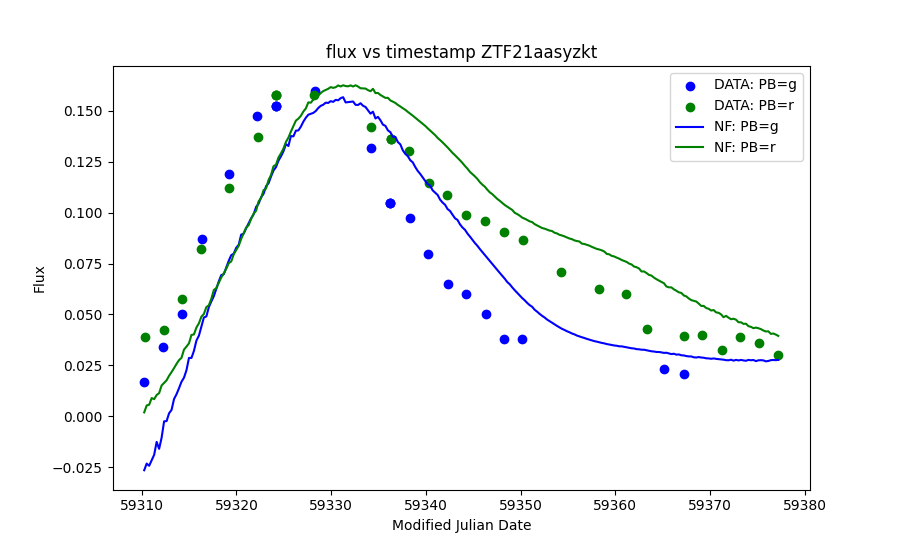 flux vs timestamp ZTF21aasyzkt
DATA: PB=g
DATA: PB=r
NF: PB=g
NF: PB=r
0.150
0.125
0.100
0.075
0.050
0.025
0.000
−0.025
Flux
59310 59320 59330 59340 59350 59360 59370 59380
Modified Julian Date